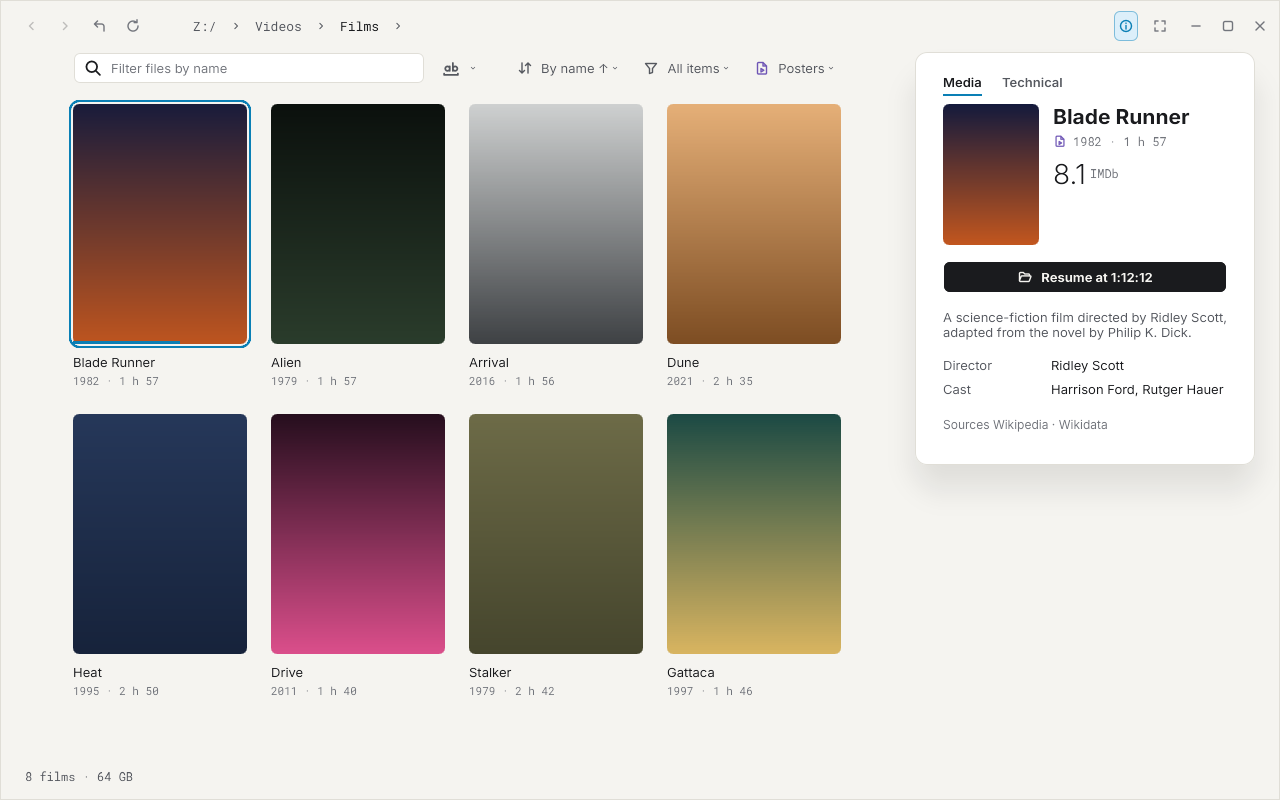 Z:/ › Videos › Films ›
Filter files by name
ab
By name ↑
All items
Posters
Blade Runner
1982 · 1 h 57
Alien
1979 · 1 h 57
Arrival
2016 · 1 h 56
Dune
2021 · 2 h 35
Heat
1995 · 2 h 50
Drive
2011 · 1 h 40
Stalker
1979 · 2 h 42
Gattaca
1997 · 1 h 46
Media
Technical
Blade Runner
1982 · 1 h 57
8.1 IMDb
Resume at 1:12:12
A science-fiction film directed by Ridley Scott,
adapted from the novel by Philip K. Dick.
Director Ridley Scott
Cast Harrison Ford, Rutger Hauer
Sources Wikipedia · Wikidata
8 films · 64 GB